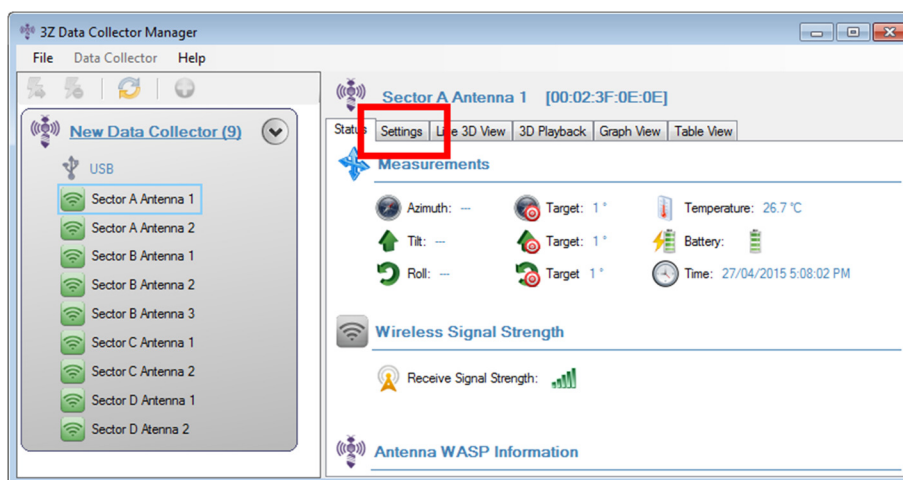 3Z Data Collector Manager
File Data Collector Help
New Data Collector (9)
USB
Sector A Antenna 1
Sector A Antenna 2
Sector B Antenna 1
Sector B Antenna 2
Sector B Antenna 3
Sector C Antenna 1
Sector C Antenna 2
Sector D Antenna 1
Sector D Atenna 2
Sector A Antenna 1 [00:02:3F:0E:0E]
Status Settings Live 3D View 3D Playback Graph View Table View
Measurements
Azimuth: --- Target: 1 ° Temperature: 26.7 °C
Tilt: --- Target: 1 ° Battery:
Roll: --- Target 1 ° Time: 27/04/2015 5:08:02 PM
Wireless Signal Strength
Receive Signal Strength:
Antenna WASP Information